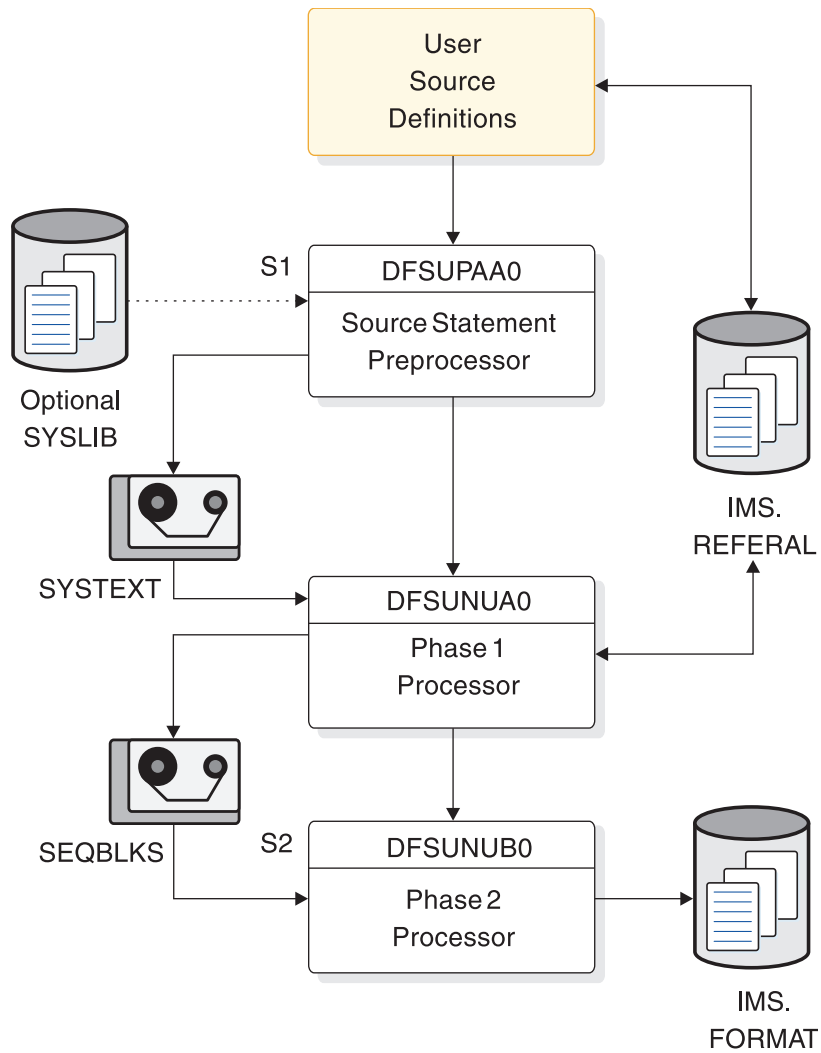 User
Source
Definitions
S1
DFSUPAA0
Source Statement
Preprocessor
Optional
SYSLIB
IMS.
REFERAL
SYSTEXT
DFSUNUA0
Phase 1
Processor
SEQBLKS
S2
DFSUNUB0
Phase 2
Processor
IMS.
FORMAT